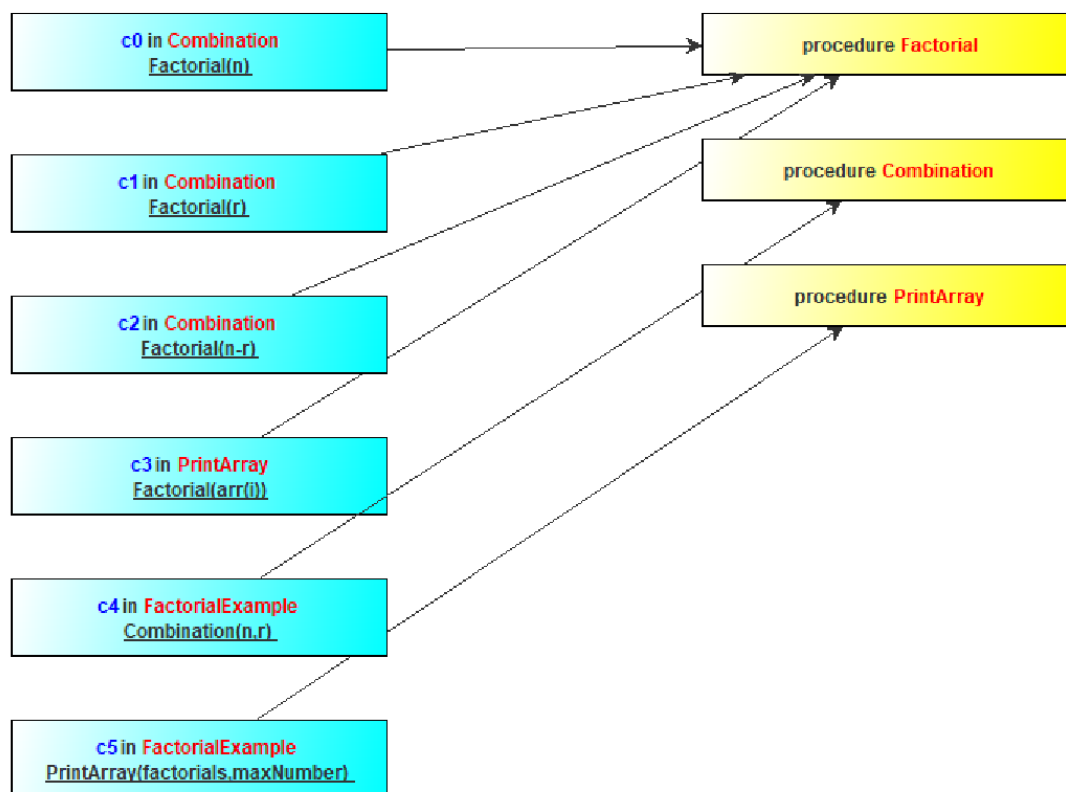 c0 in Combination
Factorial(n)
procedure Factorial
c1 in Combination
Factorial(r)
procedure Combination
c2 in Combination
Factorial(n-r)
procedure PrintArray
c3 in PrintArray
Factorial(arr(i))
c4 in FactorialExample
Combination(n,r)
c5 in FactorialExample
PrintArray(factorials,maxNumber)